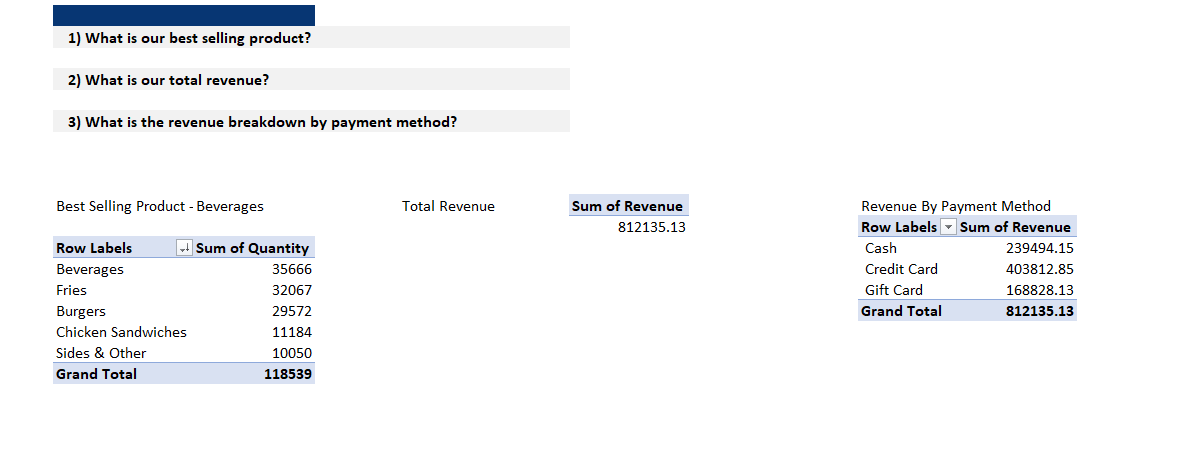 1) What is our best selling product?
2) What is our total revenue?
3) What is the revenue breakdown by payment method?
Best Selling Product - Beverages
Row Labels Sum of Quantity
Beverages 35666
Fries 32067
Burgers 29572
Chicken Sandwiches 11184
Sides & Other 10050
Grand Total 118539
Total Revenue
Sum of Revenue
812135.13
Revenue By Payment Method
Row Labels Sum of Revenue
Cash 239494.15
Credit Card 403812.85
Gift Card 168828.13
Grand Total 812135.13